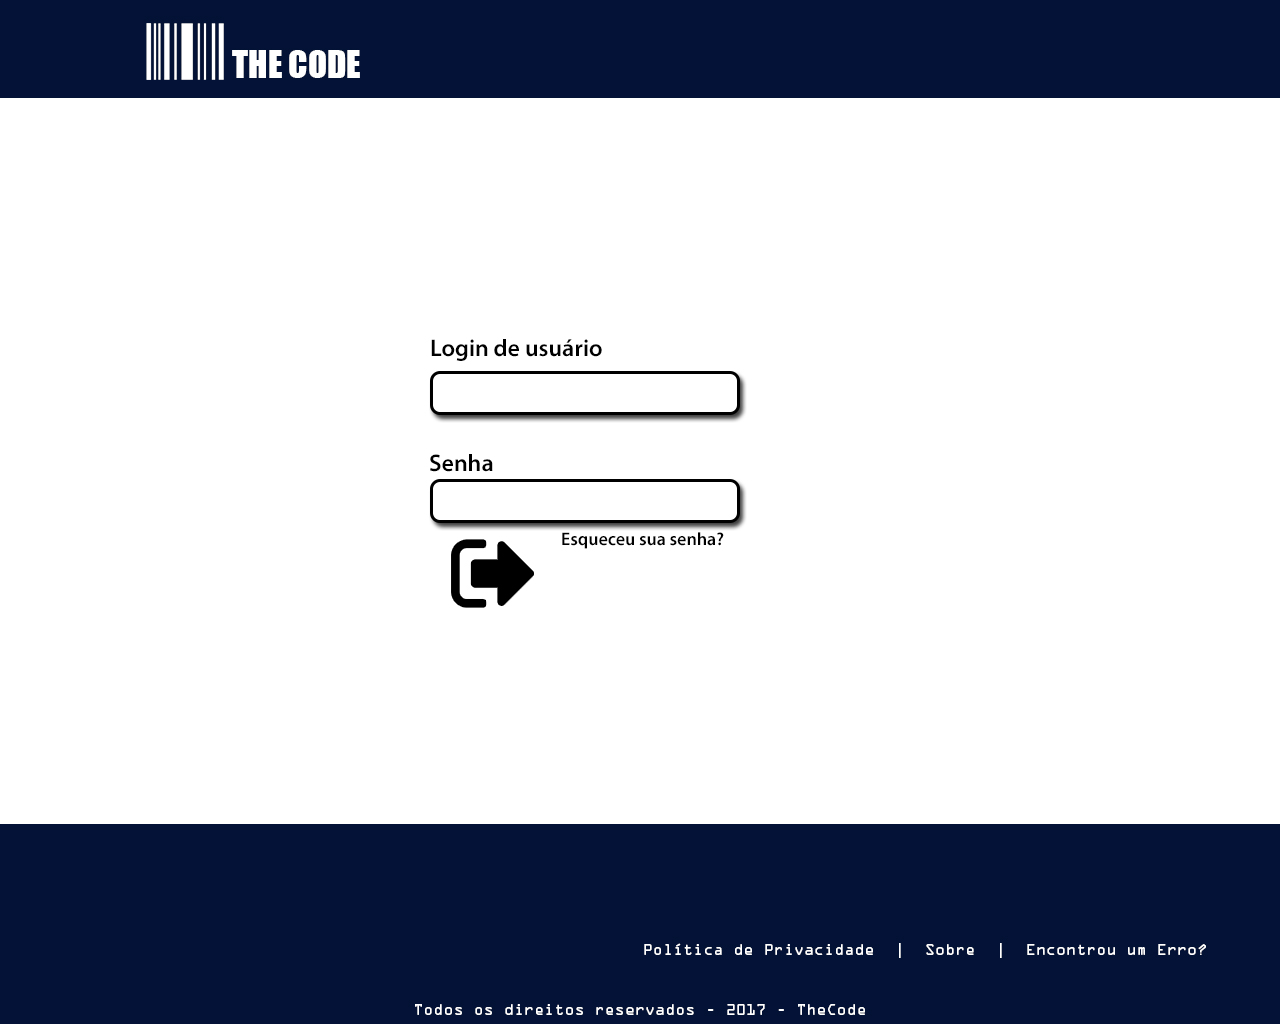 THE CODE
Login de usuário
Senha
Esqueceu sua senha?
Política de Privacidade | Sobre | Encontrou um Erro?
Todos os direitos reservados - 2017 - TheCode